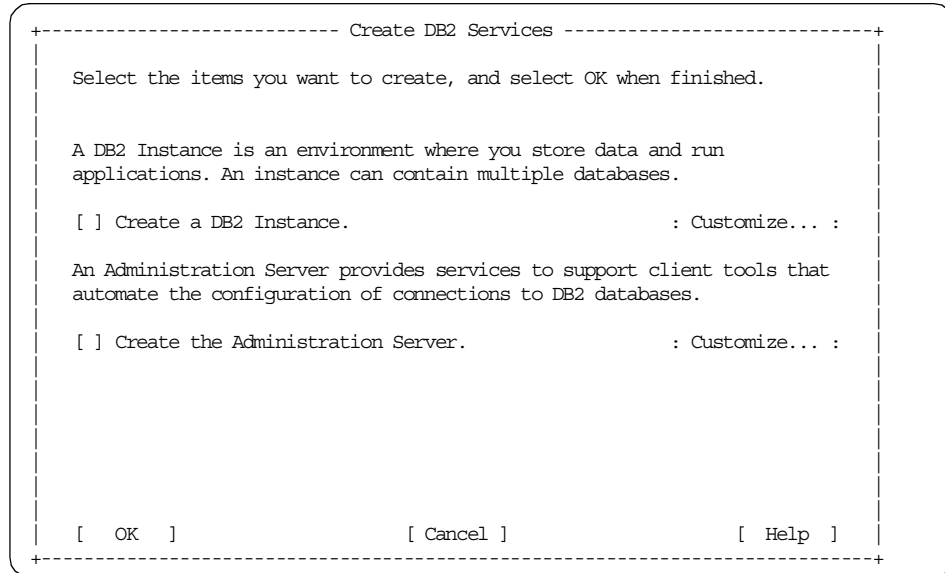 Create DB2 Services
Select the items you want to create, and select OK when finished.
A DB2 Instance is an environment where you store data and run
applications. An instance can contain multiple databases.
[ ] Create a DB2 Instance. : Customize... :
An Administration Server provides services to support client tools that
automate the configuration of connections to DB2 databases.
[ ] Create the Administration Server. : Customize... :
[ OK ] [ Cancel ] [ Help ]